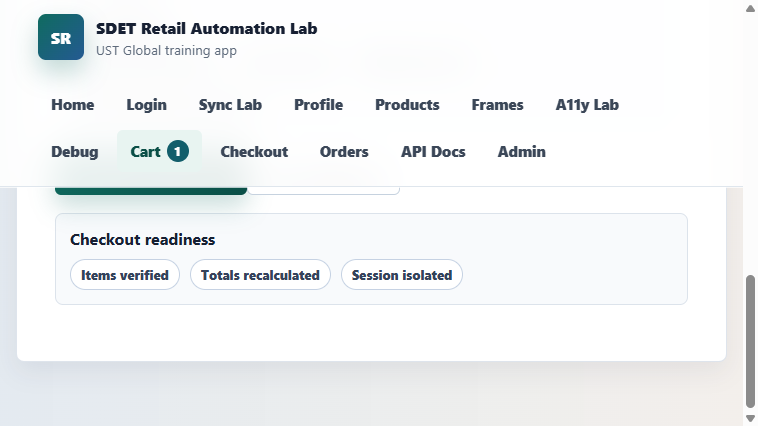 SR
SDET Retail Automation Lab
UST Global training app
Home Login Sync Lab Profile Products Frames A11y Lab
Debug Cart 1 Checkout Orders API Docs Admin
Checkout readiness
Items verified Totals recalculated Session isolated